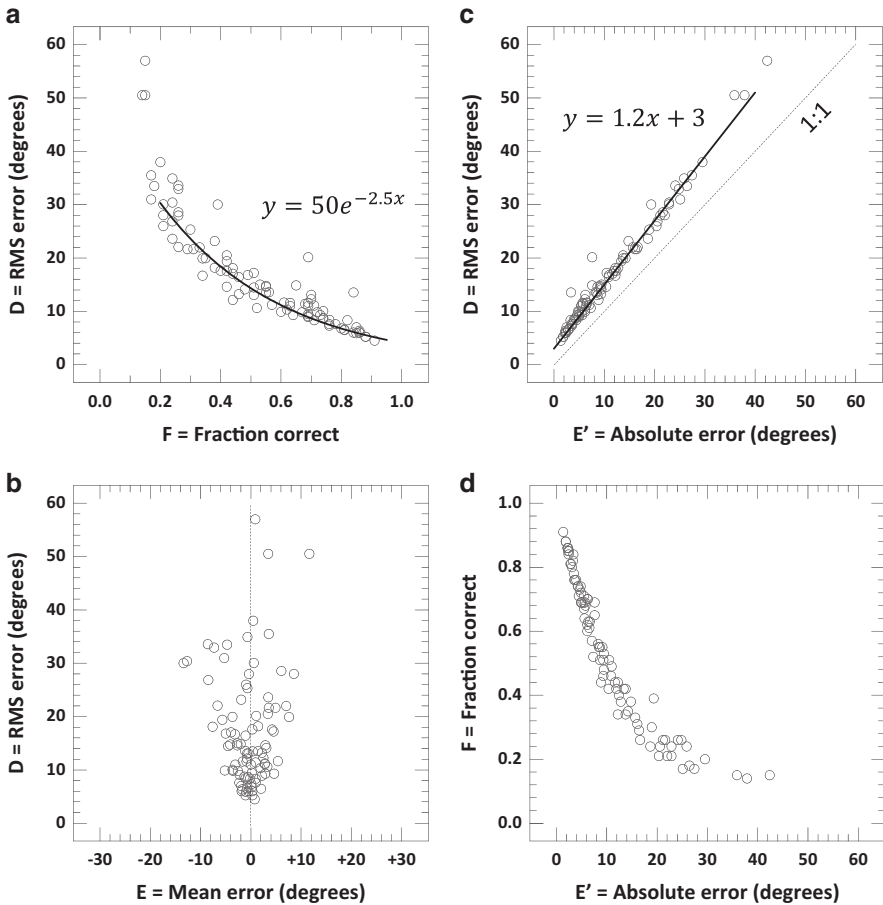 a
60
50
40
30
20
10
0
D = RMS error (degrees)
y = 50e^{-2.5x}
0.0 0.2 0.4 0.6 0.8 1.0
F = Fraction correct
c
60
50
40
30
20
10
0
D = RMS error (degrees)
y = 1.2x + 3
1:1
0 10 20 30 40 50 60
E’ = Absolute error (degrees)
b
60
50
40
30
20
10
0
D = RMS error (degrees)
-30 -20 -10 0 +10 +20 +30
E = Mean error (degrees)
d
1.0
0.8
0.6
0.4
0.2
0.0
F = Fraction correct
0 10 20 30 40 50 60
E’ = Absolute error (degrees)